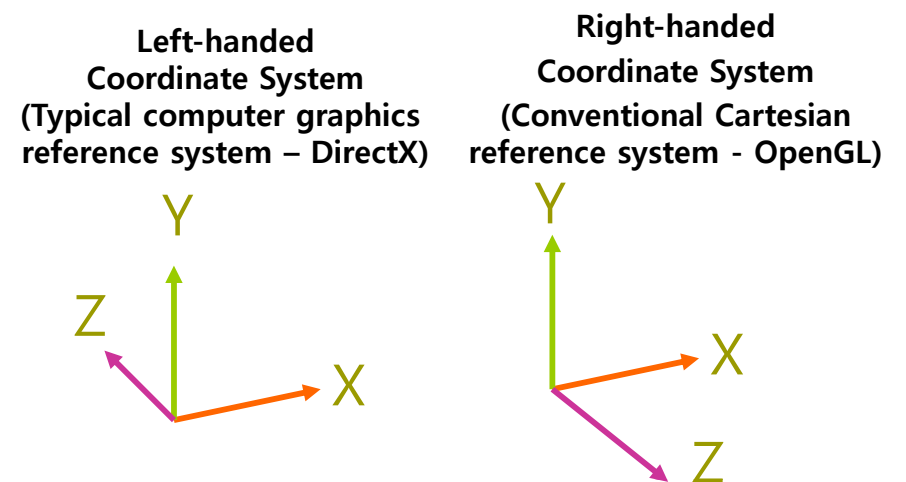 Left-handed
Coordinate System
(Typical computer graphics
reference system – DirectX)
Right-handed
Coordinate System
(Conventional Cartesian
reference system - OpenGL)
Y
Z
X
Y
X
Z